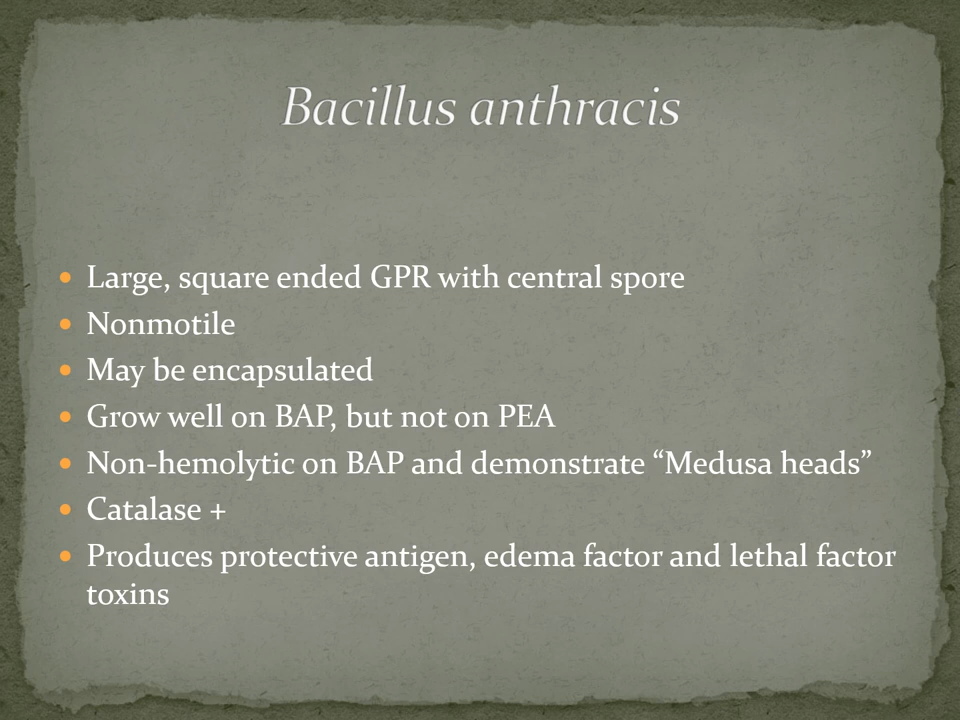 Bacillus anthracis
• Large, square ended GPR with central spore
• Nonmotile
• May be encapsulated
• Grow well on BAP, but not on PEA
• Non-hemolytic on BAP and demonstrate “Medusa heads”
• Catalase +
• Produces protective antigen, edema factor and lethal factor
toxins